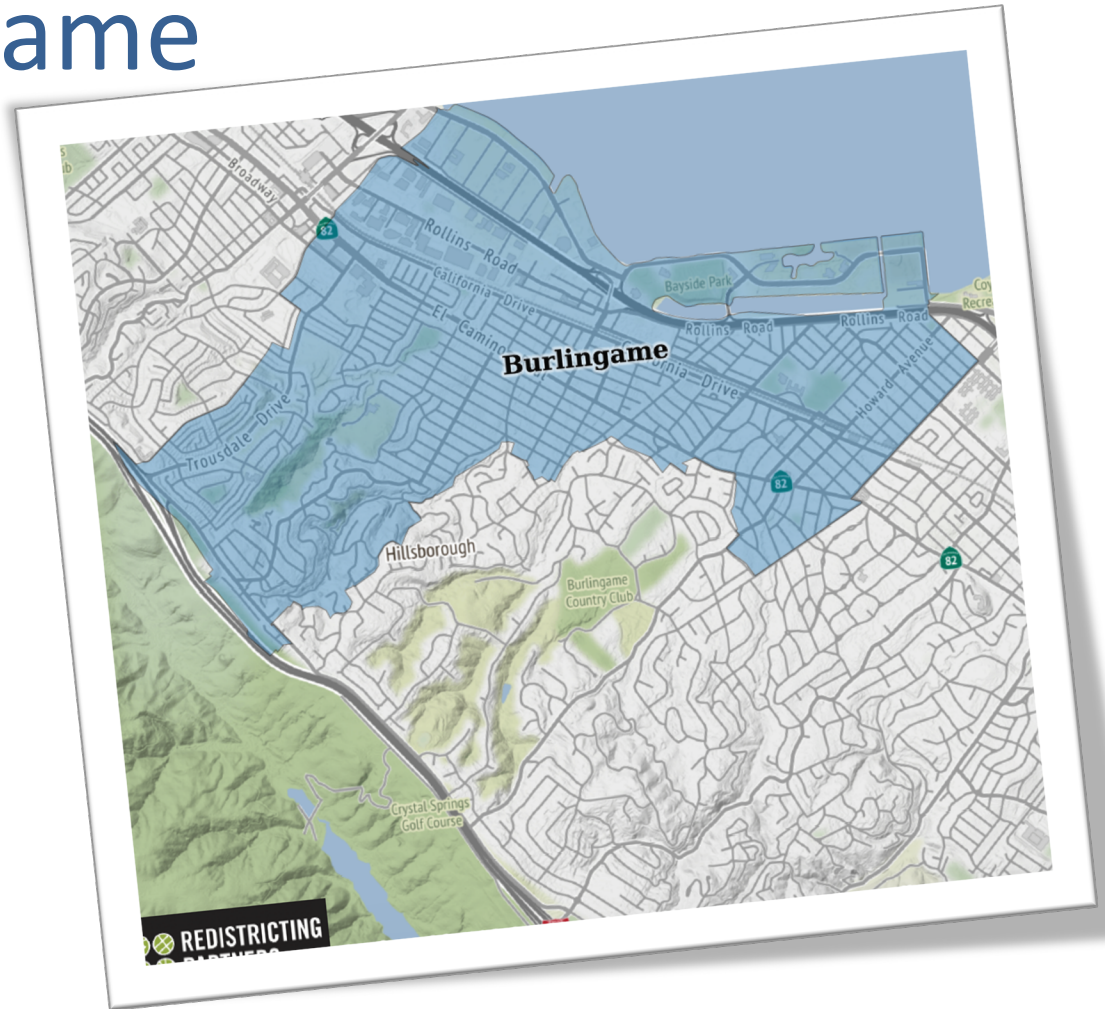 ame
Broadway
82
Rollins Road
California Drive
El Camino
Bayside Park
Rollins Road
Rollins Road
Burlingame
Drive
Howard Avenue
Trousdale Drive
82
Hillsborough
82
Burlingame
Country Club
Crystal Springs
Golf Course
REDISTRICTING
PARTNERS